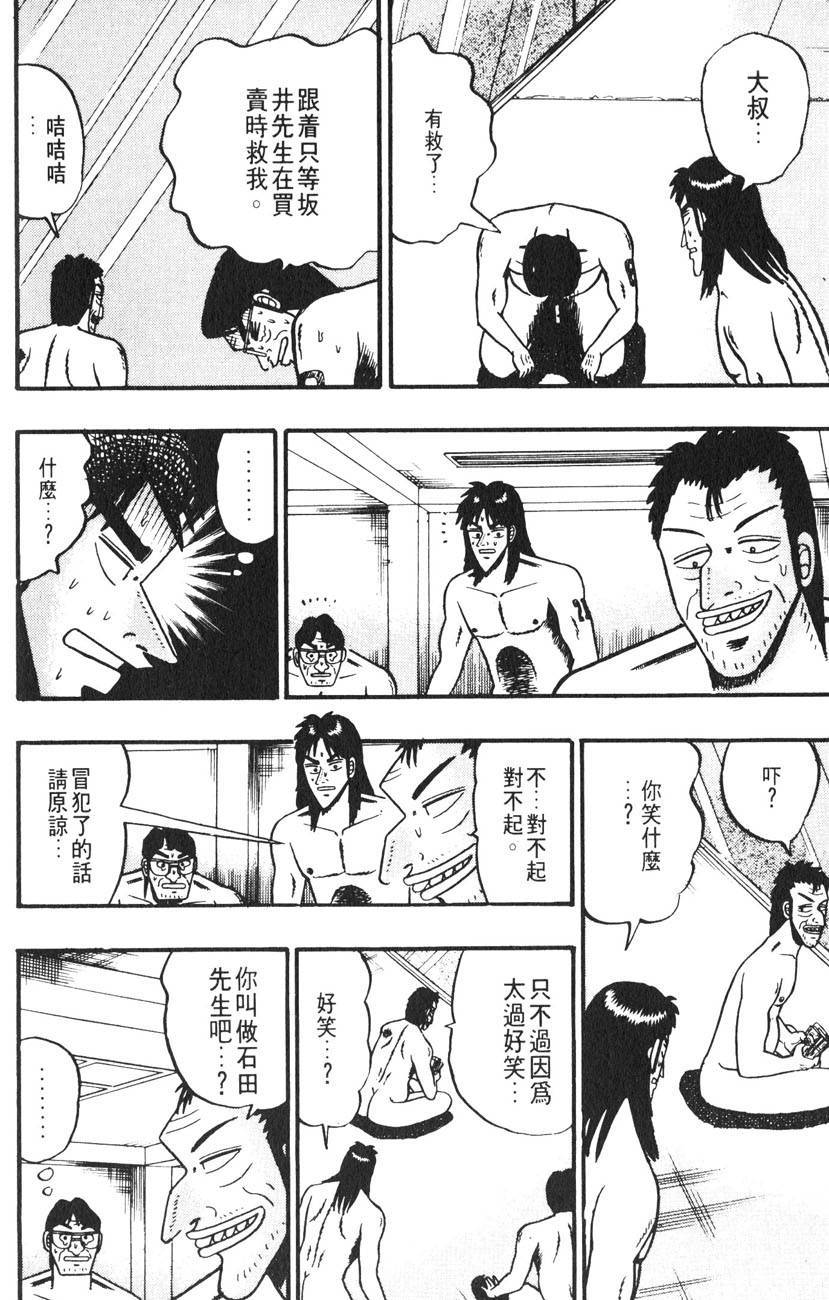 大叔…
有救了…
跟着只等坂
井先生在買
賣時救我。
咭咭咭
…
………
什麼…？
吓？
你笑什麼
…？
不…對不起
對不起。
冒犯了的話
請原諒…
只不過因爲
太過好笑…
好笑…？
你叫做石田
先生吧…？
………